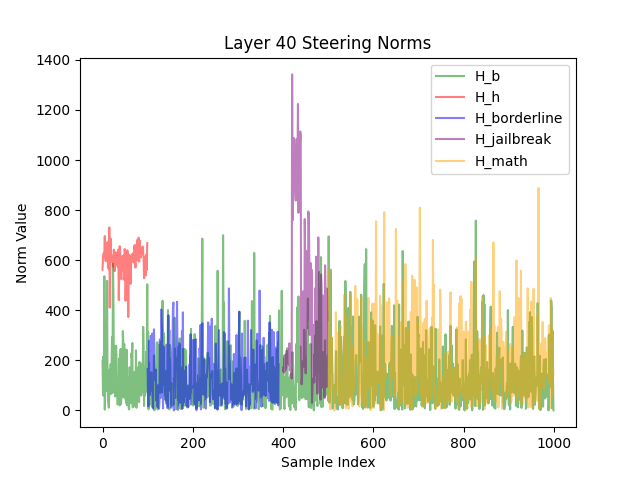 Layer 40 Steering Norms
H_b
H_h
H_borderline
H_jailbreak
H_math
Norm Value
1400
1200
1000
800
600
400
200
0
0 200 400 600 800 1000
Sample Index